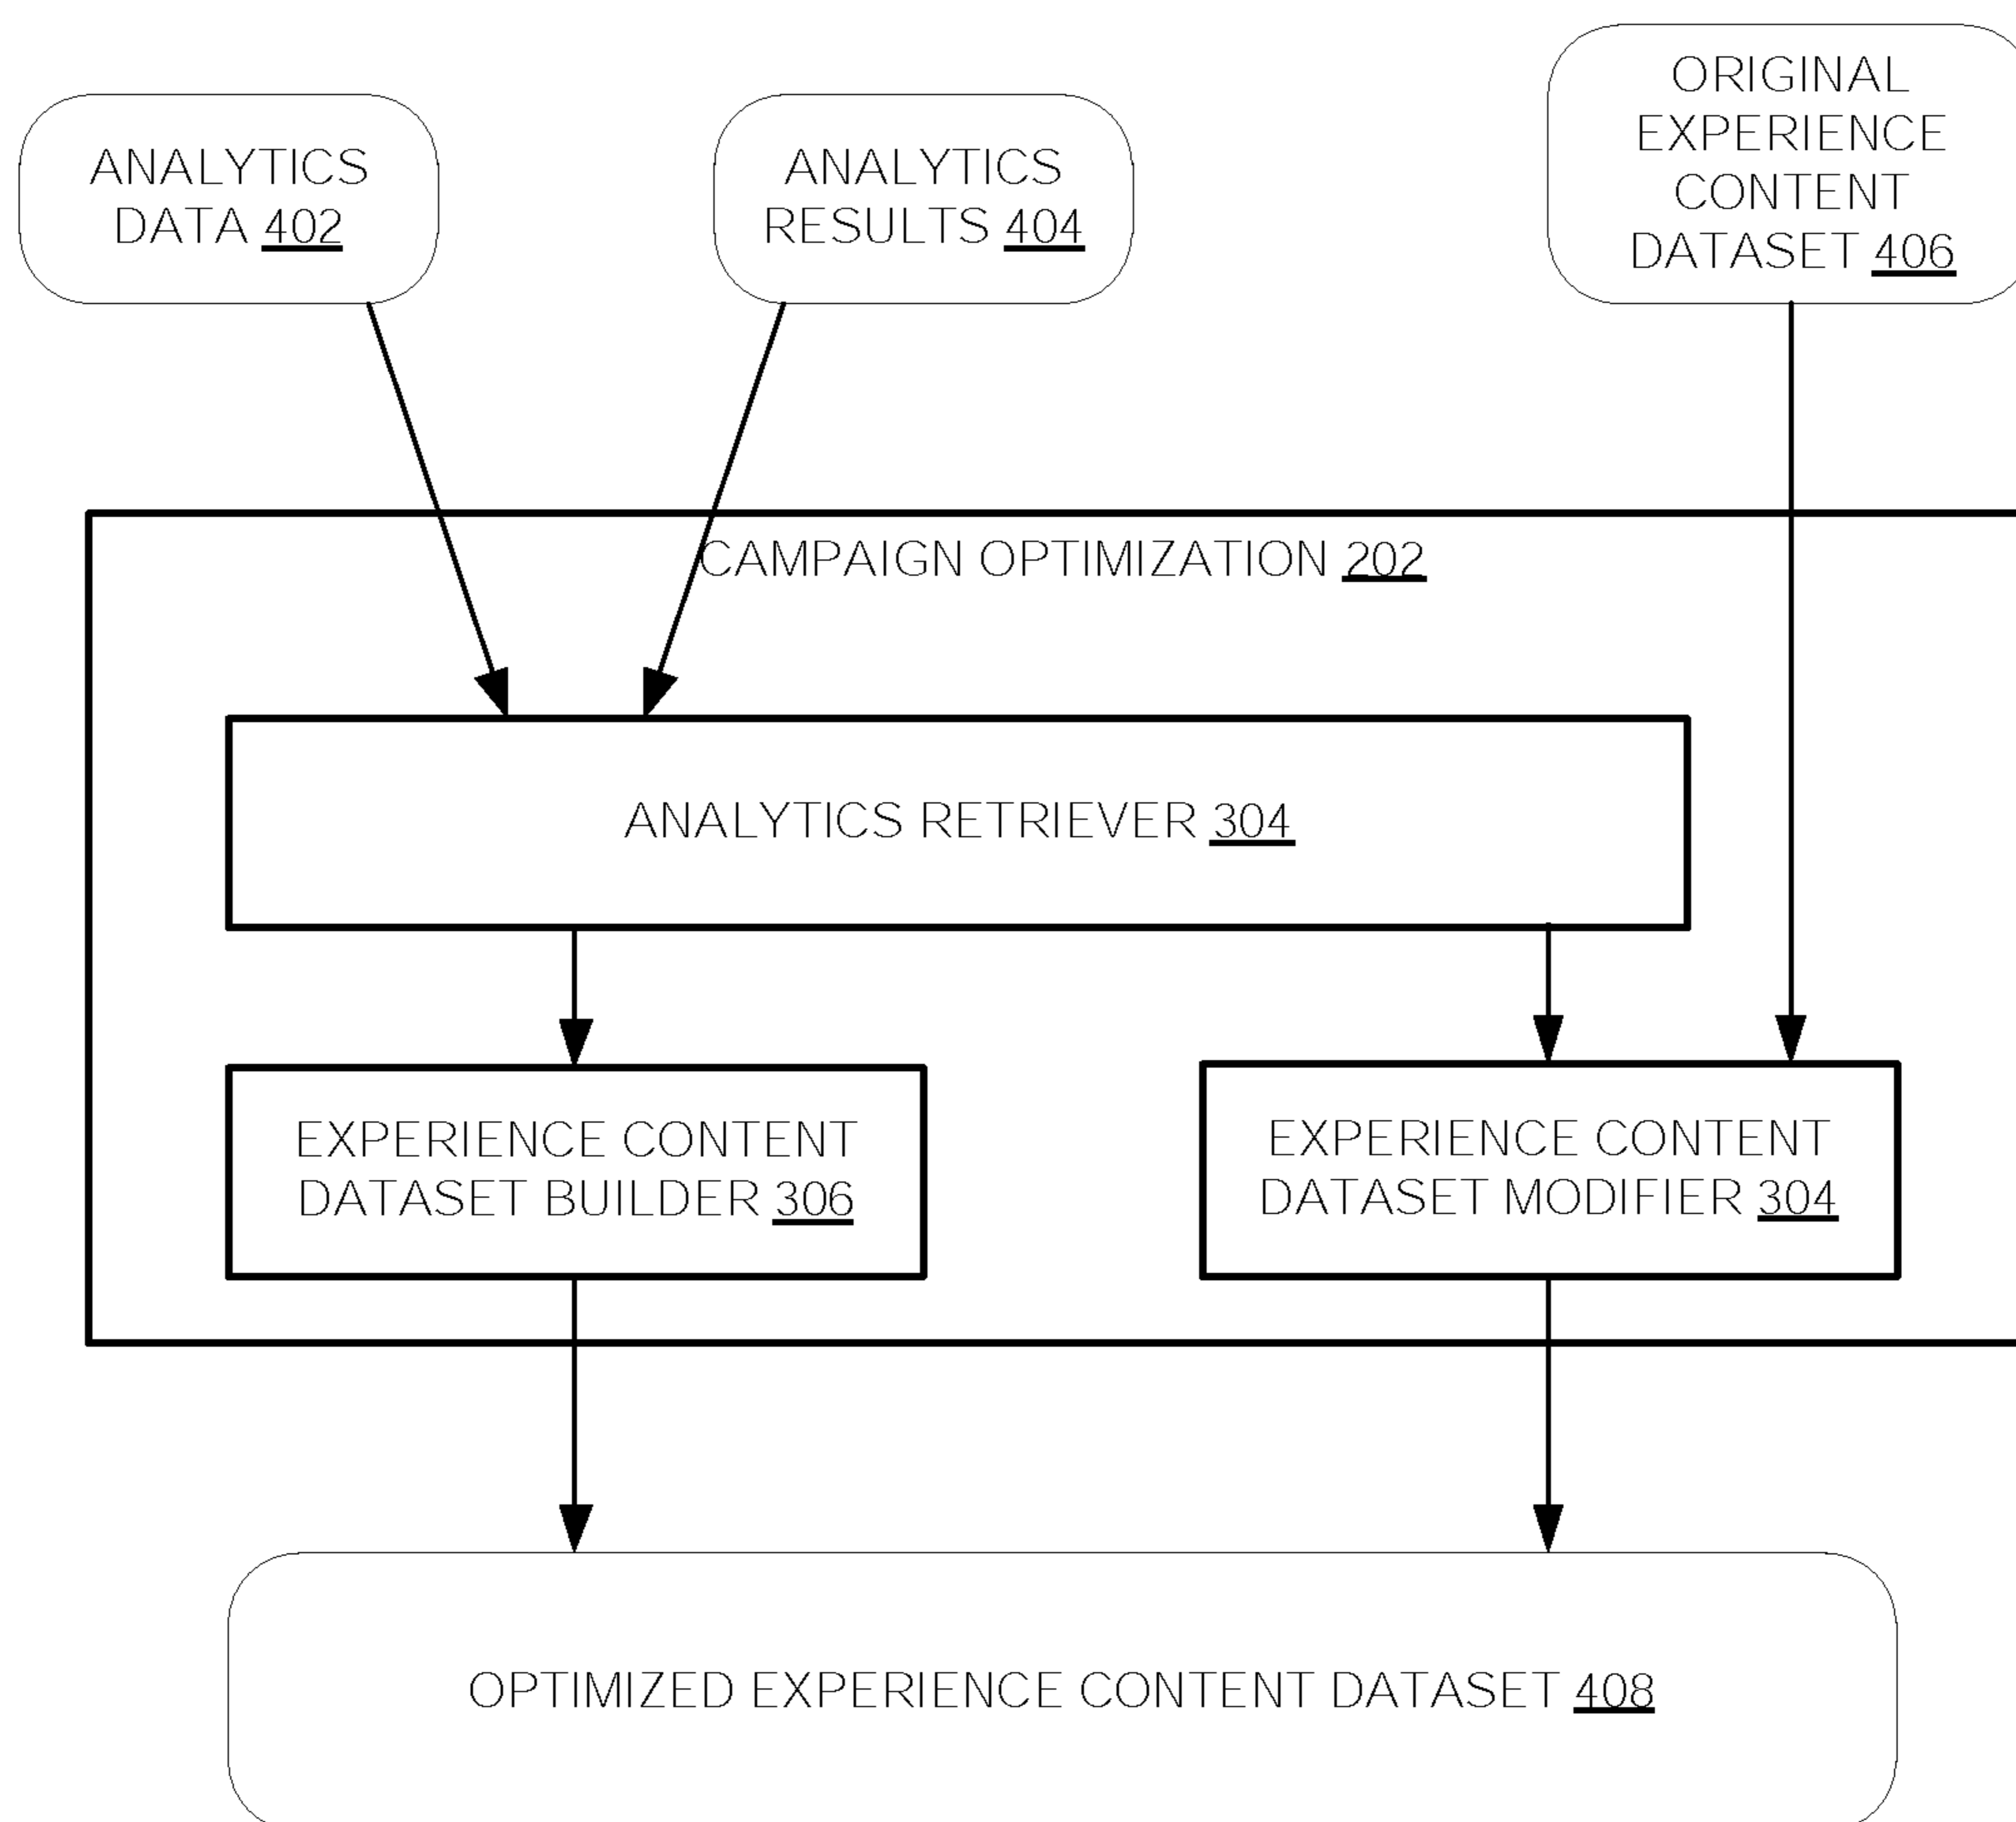 ANALYTICS
DATA 402
ANALYTICS
RESULTS 404
ORIGINAL
EXPERIENCE
CONTENT
DATASET 406
CAMPAIGN OPTIMIZATION 202
ANALYTICS RETRIEVER 304
EXPERIENCE CONTENT
DATASET BUILDER 306
EXPERIENCE CONTENT
DATASET MODIFIER 304
OPTIMIZED EXPERIENCE CONTENT DATASET 408